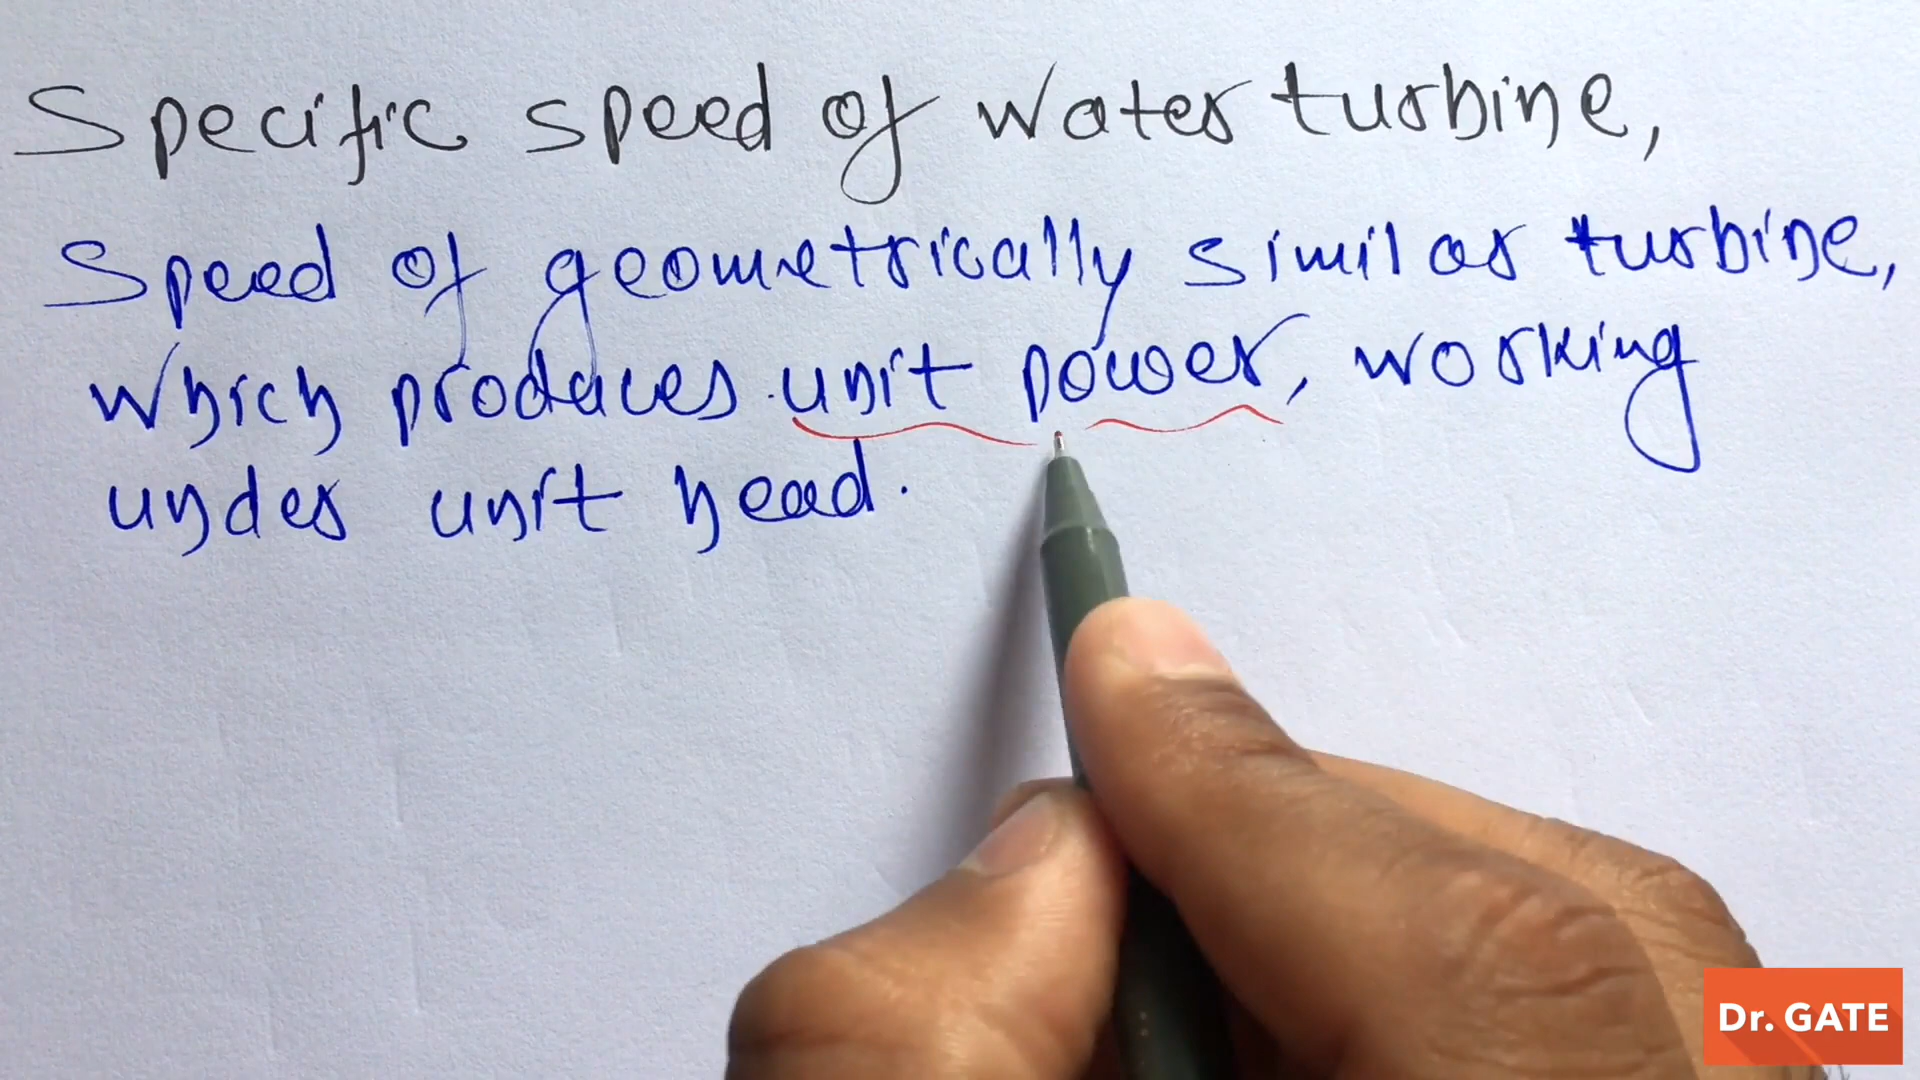 Specific speed of water turbine,
Speed of geometrically similar turbine,
which produces unit power, working
under unit head.
Dr. GATE